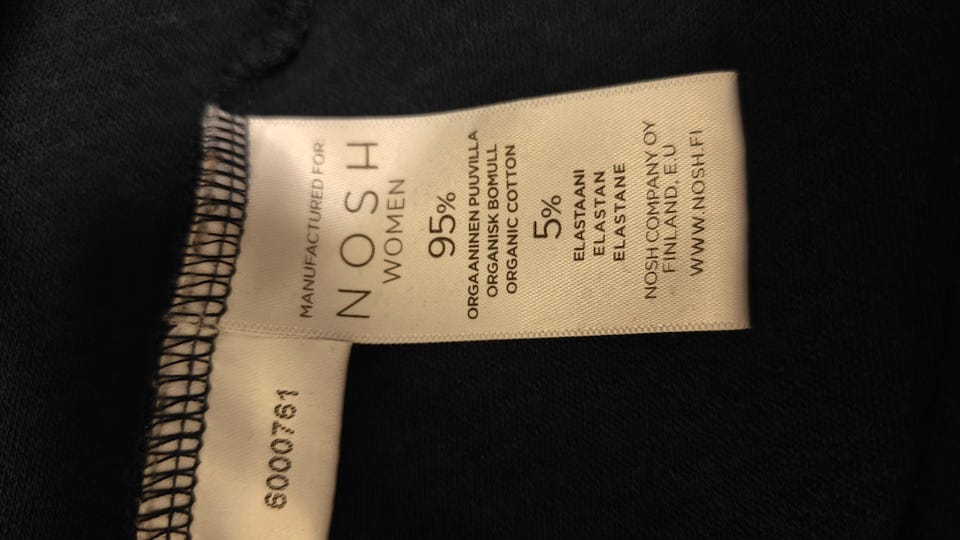 MANUFACTURED FOR:
NOSH
WOMEN
95%
ORGAANINEN PUUVILLA
ORGANISK BOMULL
ORGANIC COTTON
5%
ELASTAANI
ELASTAN
ELASTANE
NOSH COMPANY OY
FINLAND, E.U
WWW.NOSH.FI
6000761